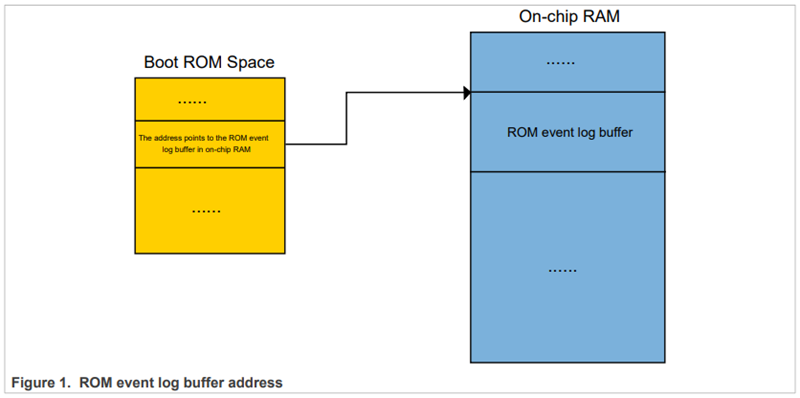 On-chip RAM
Boot ROM Space
......
......
The address points to the ROM event
log buffer in on-chip RAM
ROM event log buffer
......
......
Figure 1. ROM event log buffer address